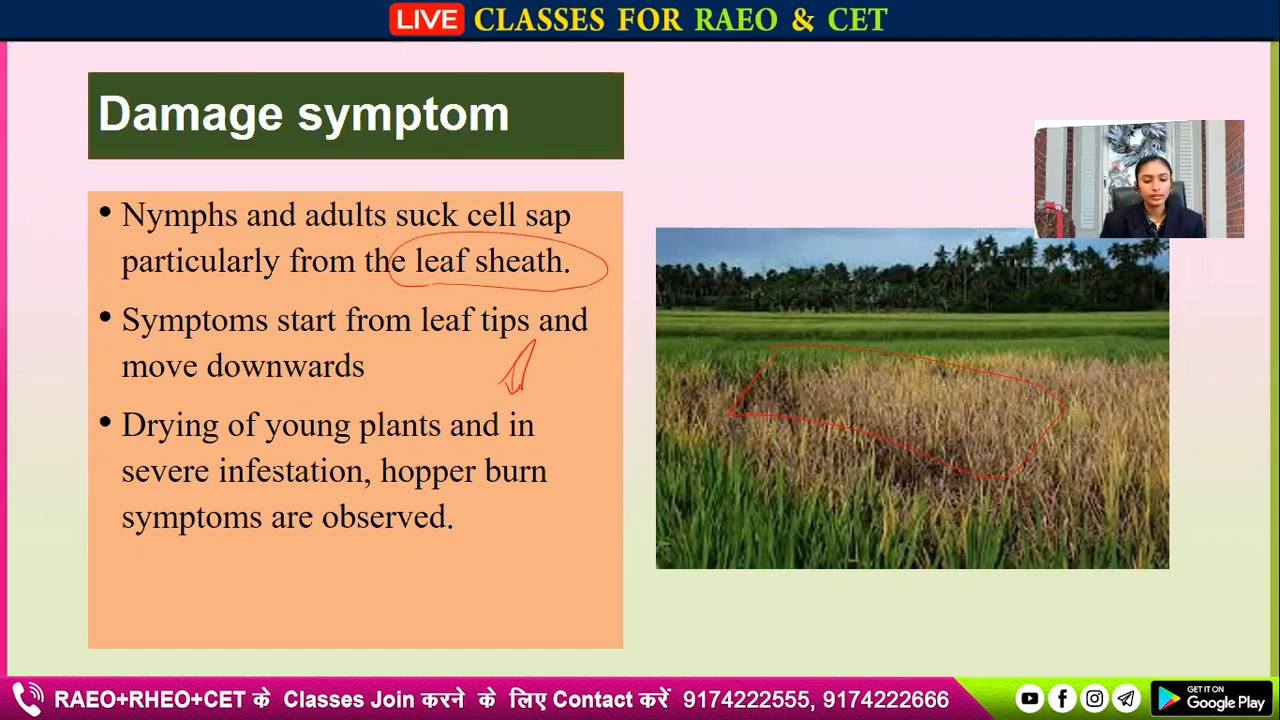 LIVE CLASSES FOR RAEO & CET
Damage symptom
• Nymphs and adults suck cell sap
particularly from the leaf sheath.
• Symptoms start from leaf tips and
move downwards
• Drying of young plants and in
severe infestation, hopper burn
symptoms are observed.
RAEO+RHEO+CET के Classes Join करने के लिए Contact करें 9174222555, 9174222666
GET IT ON
Google Play